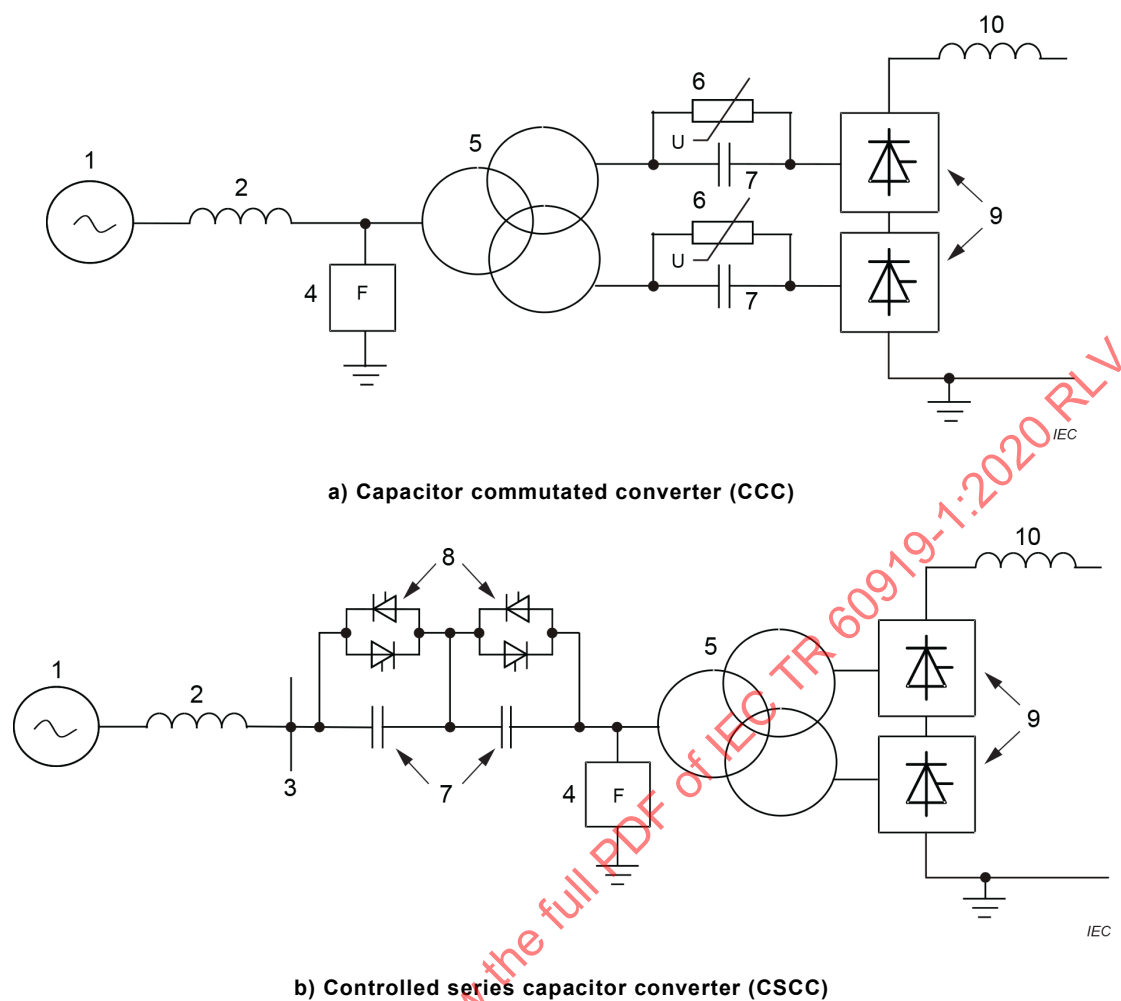 10
6
U
7
5
1
2
6
U
7
9
4
F
IEC
a) Capacitor commutated converter (CCC)
10
8
5
1
2
3
7
4
F
9
IEC
b) Controlled series capacitor converter (CSCC)
w the full PDF of IEC TR 60919-1:2020 RLV